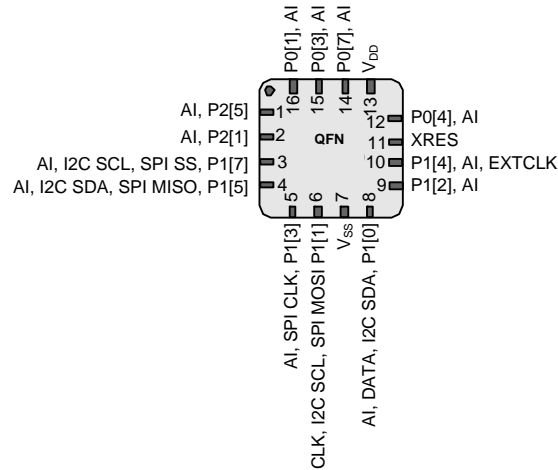 P0[1], AI
P0[3], AI
P0[7], AI
VDD
16
15
14
13
AI, P2[5]
1
AI, P2[1]
2
AI, I2C SCL, SPI SS, P1[7]
3
AI, I2C SDA, SPI MISO, P1[5]
4
QFN
12
P0[4], AI
11
XRES
10
P1[4], AI, EXTCLK
9
P1[2], AI
5
6
7
8
AI, SPI CLK, P1[3]
CLK, I2C SCL, SPI MOSI P1[1]
VSS
AI, DATA, I2C SDA, P1[0]